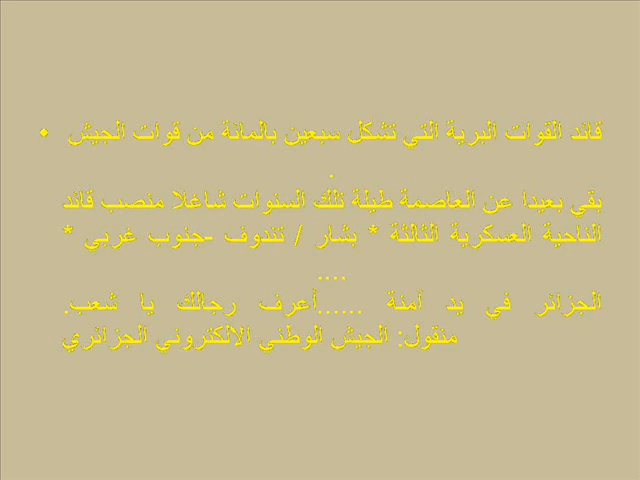 • قائد القوات البرية التي تشكل سبعين بالمائة من قوات الجيش
.
بقي بعيدا عن العاصمة طيلة تلك السنوات شاغلا منصب قائد
الناحية العسكرية الثالثة * بشار / تندوف -جنوب غربي *
....
الجزائر في يد آمنة ......أعرف رجالك يا شعب.
منقول: الجيش الوطني الالكتروني الجزائري